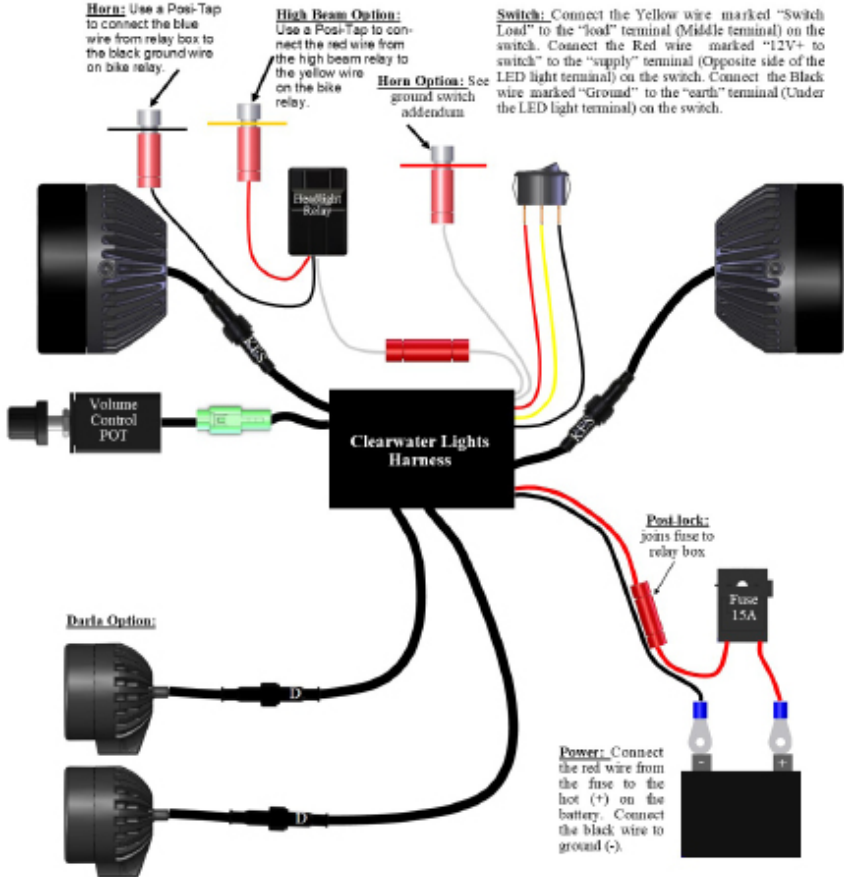 Horn: Use a Posi-Tap
to connect the blue
wire from relay box to
the black ground wire
on bike relay.
High Beam Option:
Use a Posi-Tap to con-
nect the red wire from
the high beam relay to
the yellow wire
on the bike
relay.
Horn Option: See
ground switch
addendum
Switch: Connect the Yellow wire marked “Switch
Load” to the “load” terminal (Middle terminal) on the
switch. Connect the Red wire marked “12V+ to
switch” to the “supply” terminal (Opposite side of the
LED light terminal) on the switch. Connect the Black
wire marked “Ground” to the “earth” terminal (Under
the LED light terminal) on the switch.
Headlight
Relay
KES
KES
Volume
Control
POT
Clearwater Lights
Harness
Posi-lock:
joins fuse to
relay box
Fuse
15A
Darla Option:
D
D
Power: Connect
the red wire from
the fuse to the
hot (+) on the
battery. Connect
the black wire to
ground (-).
- +